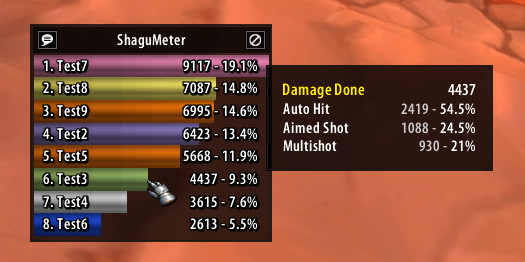 ShaguMeter
1. Test7 9117 - 19.1%
2. Test8 7087 - 14.8%
3. Test9 6995 - 14.6%
4. Test2 6423 - 13.4%
5. Test5 5668 - 11.9%
6. Test3 4437 - 9.3%
7. Test4 3615 - 7.6%
8. Test6 2613 - 5.5%
Damage Done 4437
Auto Hit 2419 - 54.5%
Aimed Shot 1088 - 24.5%
Multishot 930 - 21%